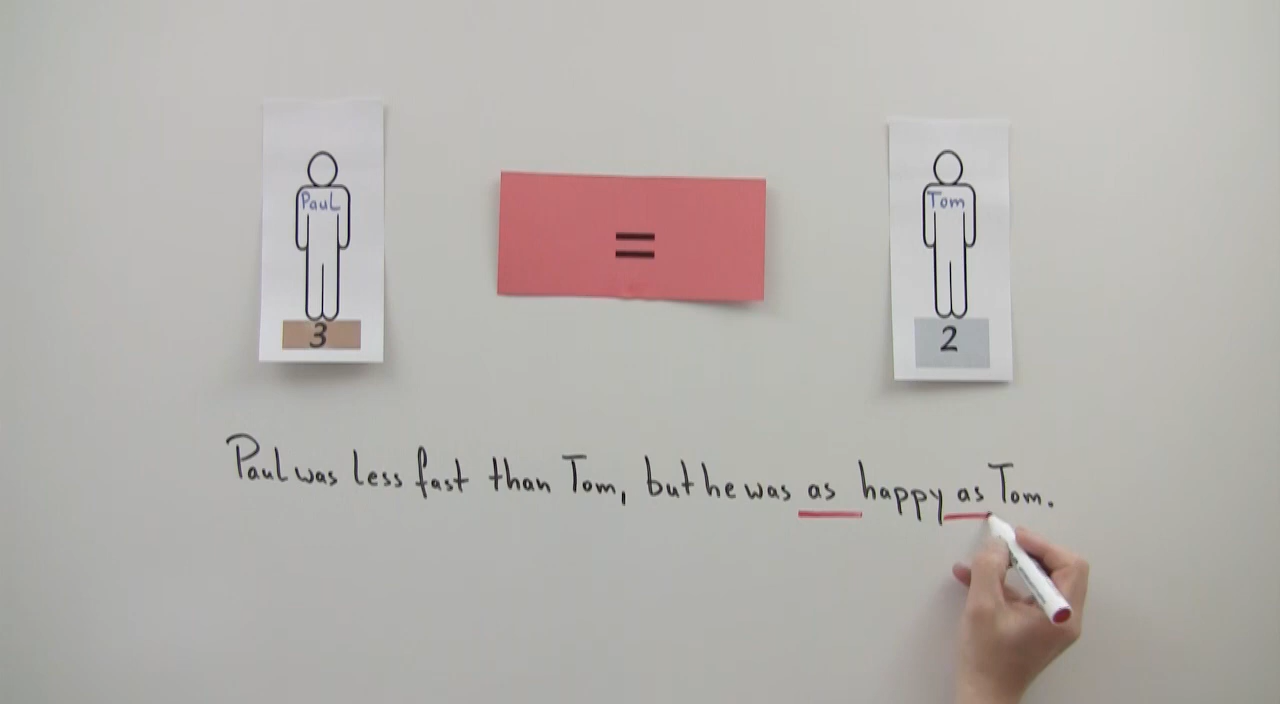 Paul
Tom
=
3
2
Paul was less fast than Tom, but he was as happy as Tom.